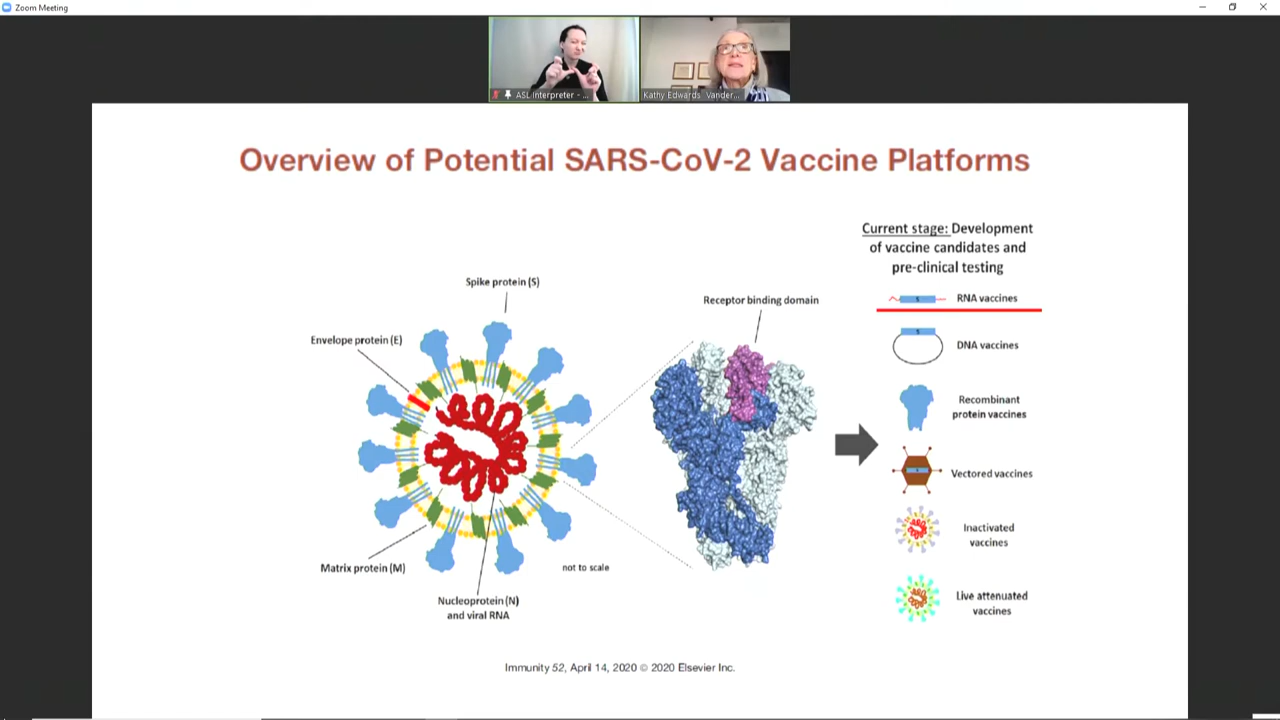 Zoom Meeting
ASL Interpreter - ...
Kathy Edwards Vander...
Overview of Potential SARS-CoV-2 Vaccine Platforms
Current stage: Development
of vaccine candidates and
pre-clinical testing
Spike protein (S)
Envelope protein (E)
Receptor binding domain
S
RNA vaccines
S
DNA vaccines
Recombinant
protein vaccines
Vectored vaccines
Inactivated
vaccines
Live attenuated
vaccines
Matrix protein (M)
not to scale
Nucleoprotein (N)
and viral RNA
Immunity 52, April 14, 2020 © 2020 Elsevier Inc.